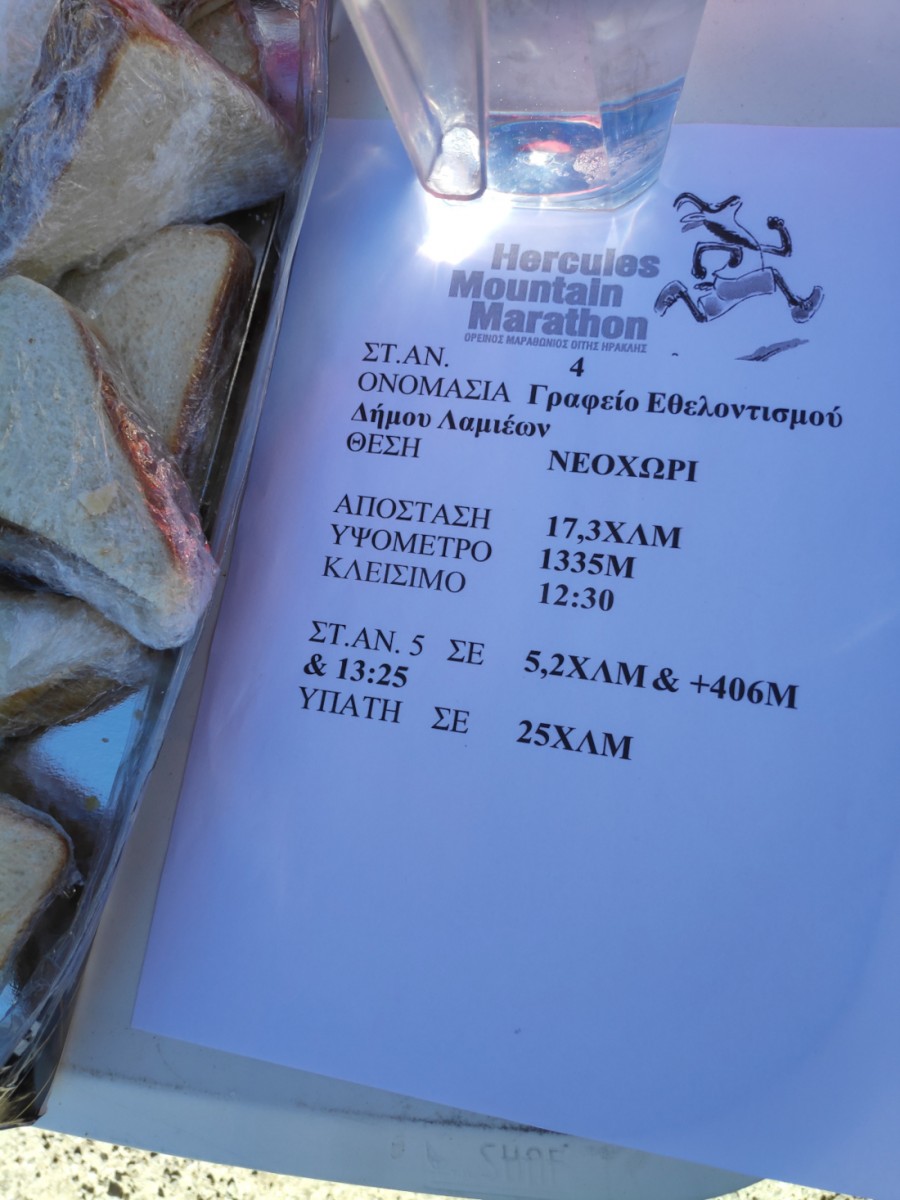 Hercules
Mountain
Marathon
ΟΡΕΙΝΟΣ ΜΑΡΑΘΩΝΙΟΣ ΟΙΤΗΣ ΗΡΑΚΛΗΣ
ΣΤ.ΑΝ. 4
ΟΝΟΜΑΣΙΑ Γραφείο Εθελοντισμού
Δήμου Λαμιέων
ΘΕΣΗ ΝΕΟΧΩΡΙ
ΑΠΟΣΤΑΣΗ 17,3ΧΛΜ
ΥΨΟΜΕΤΡΟ 1335Μ
ΚΛΕΙΣΙΜΟ 12:30
ΣΤ.ΑΝ. 5 ΣΕ 5,2ΧΛΜ & +406Μ
& 13:25
ΥΠΑΤΗ ΣΕ 25ΧΛΜ